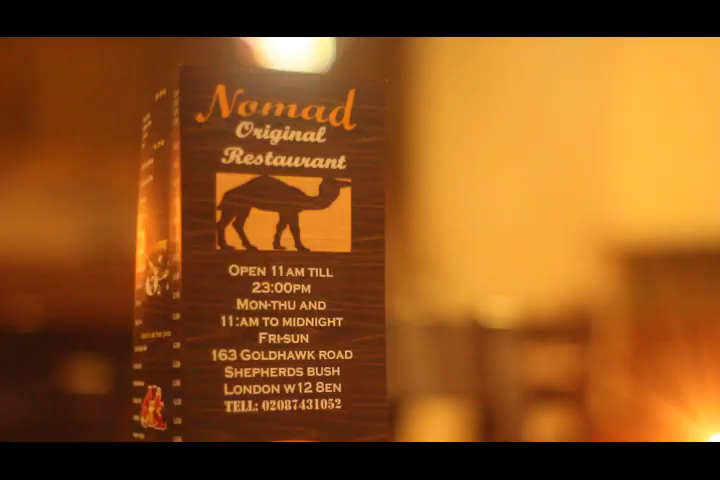 Nomad
Original
Restaurant
OPEN 11AM TILL
23:00PM
MON-THU AND
11:AM TO MIDNIGHT
FRI-SUN
163 GOLDHAWK ROAD
SHEPHERDS BUSH
LONDON W12 8EN
TELL: 02087431052